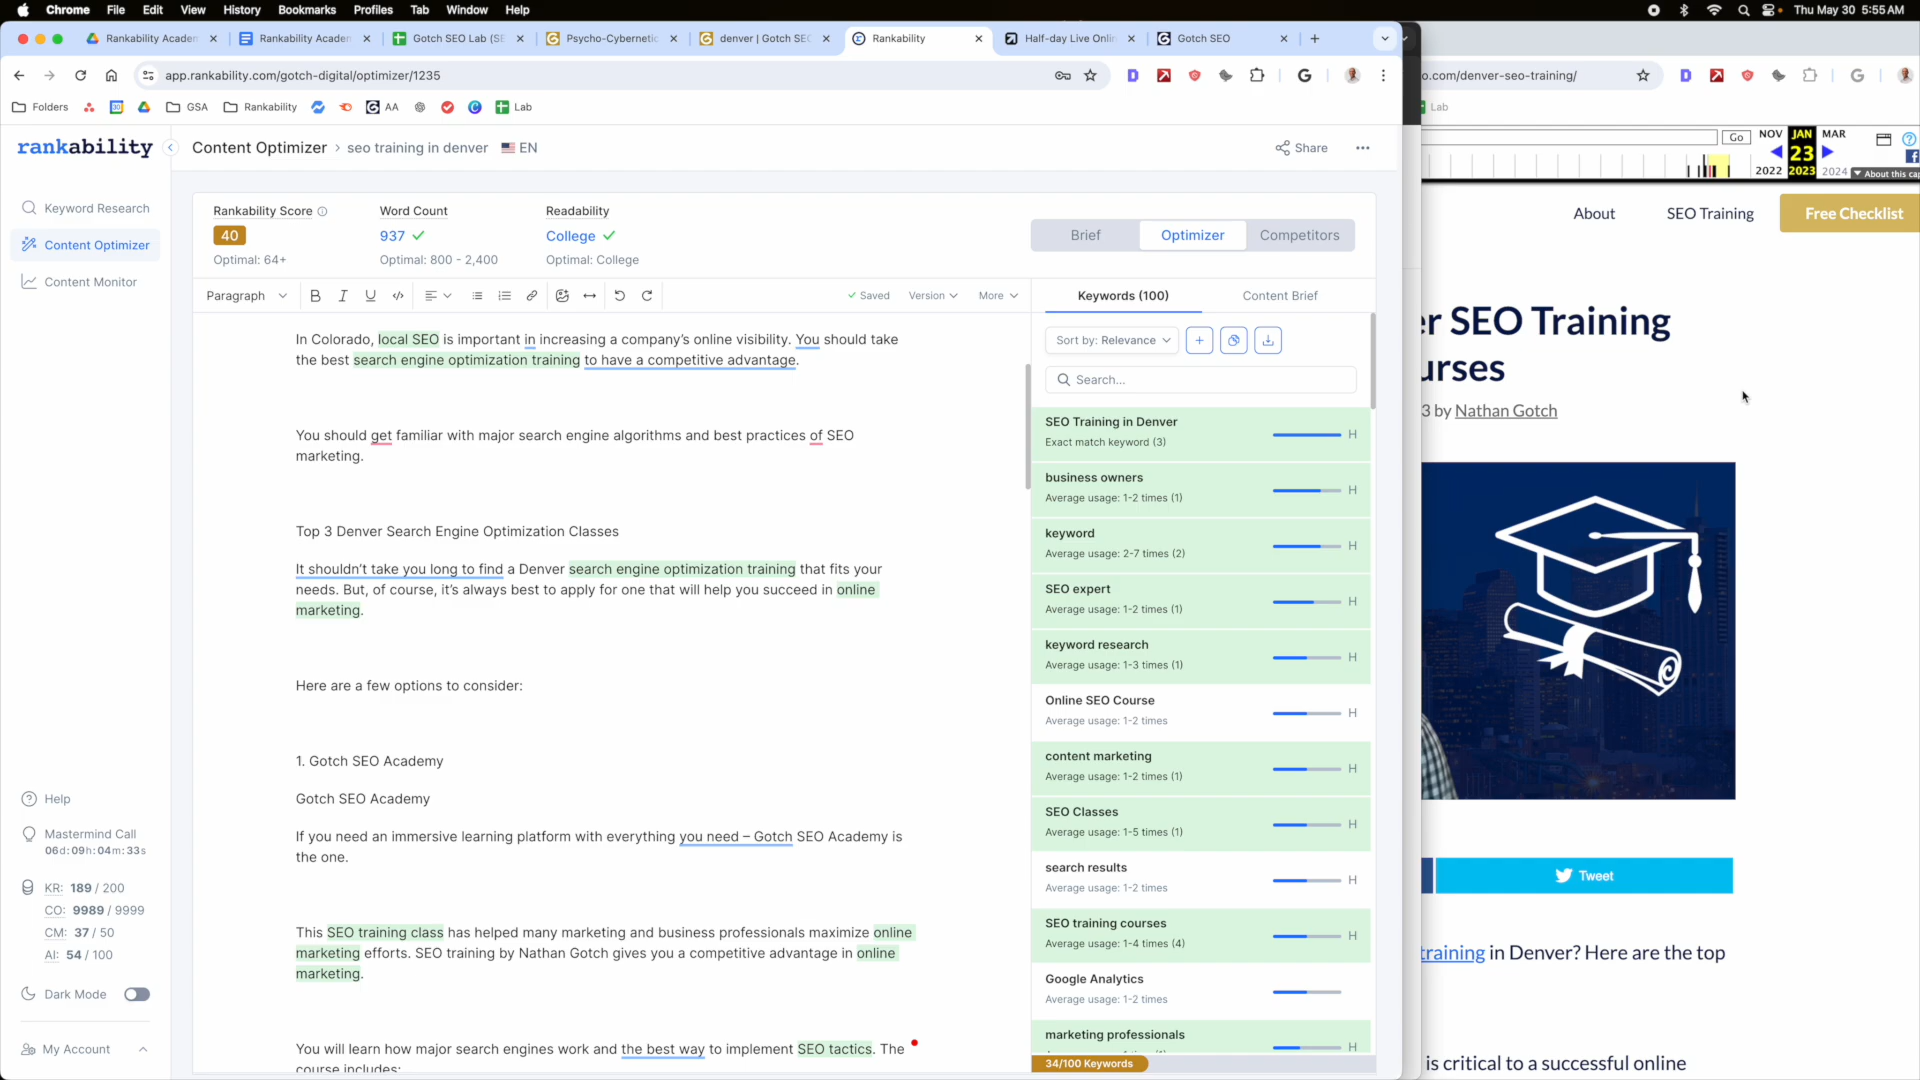 Chrome File Edit View History Bookmarks Profiles Tab Window Help
Thu May 30 5:55 AM
Rankability Academ
Rankability Academ
Gotch SEO Lab (SE
Psycho-Cybernetic
denver | Gotch SEO
Rankability
Half-day Live Onlin
Gotch SEO
app.rankability.com/gotch-digital/optimizer/1235
o.com/denver-seo-training/
Folders
GSA
Rankability
AA
Lab
Lab
rankability
Content Optimizer > seo training in denver EN
Share
Keyword Research
Content Optimizer
Content Monitor
Rankability Score
40
Optimal: 64+
Word Count
937
Optimal: 800 - 2,400
Readability
College
Optimal: College
Brief
Optimizer
Competitors
Paragraph
B I U </>
Saved
Version
More
Keywords (100)
Content Brief
In Colorado, local SEO is important in increasing a company's online visibility. You should take
the best search engine optimization training to have a competitive advantage.
You should get familiar with major search engine algorithms and best practices of SEO
marketing.
Top 3 Denver Search Engine Optimization Classes
It shouldn't take you long to find a Denver search engine optimization training that fits your
needs. But, of course, it's always best to apply for one that will help you succeed in online
marketing.
Here are a few options to consider:
1. Gotch SEO Academy
Gotch SEO Academy
If you need an immersive learning platform with everything you need – Gotch SEO Academy is
the one.
This SEO training class has helped many marketing and business professionals maximize online
marketing efforts. SEO training by Nathan Gotch gives you a competitive advantage in online
marketing.
You will learn how major search engines work and the best way to implement SEO tactics. The
course includes:
Sort by: Relevance
Search...
SEO Training in Denver
Exact match keyword (3)
H
business owners
Average usage: 1-2 times (1)
H
keyword
Average usage: 2-7 times (2)
H
SEO expert
Average usage: 1-2 times (1)
H
keyword research
Average usage: 1-3 times (1)
H
Online SEO Course
Average usage: 1-2 times
H
content marketing
Average usage: 1-2 times (1)
H
SEO Classes
Average usage: 1-5 times (1)
H
search results
Average usage: 1-2 times
H
SEO training courses
Average usage: 1-4 times (4)
H
Google Analytics
Average usage: 1-2 times
marketing professionals
H
34/100 Keywords
Help
Mastermind Call
06d:09h:04m:33s
KR: 189 / 200
CO: 9989 / 9999
CM: 37 / 50
AI: 54 / 100
Dark Mode
My Account
Go
NOV JAN MAR
23
2022 2023 2024
About this cap
About
SEO Training
Free Checklist
er SEO Training
urses
3 by Nathan Gotch
Tweet
training in Denver? Here are the top
is critical to a successful online